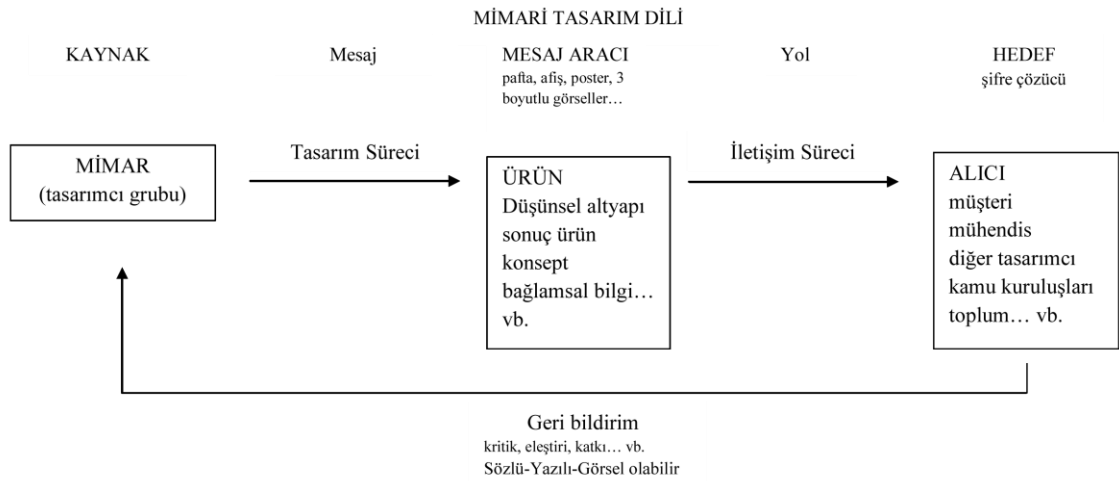 MİMARİ TASARIM DİLİ
KAYNAK
Mesaj
MESAJ ARACI
pafta, afiş, poster, 3
boyutlu görseller…
Yol
HEDEF
şifre çözücü
MİMAR
(tasarımcı grubu)
Tasarım Süreci
ÜRÜN
Düşünsel altyapı
sonuç ürün
konsept
bağlamsal bilgi…
vb.
İletişim Süreci
ALICI
müşteri
mühendis
diğer tasarımcı
kamu kuruluşları
toplum… vb.
Geri bildirim
kritik, eleştiri, katkı… vb.
Sözlü-Yazılı-Görsel olabilir